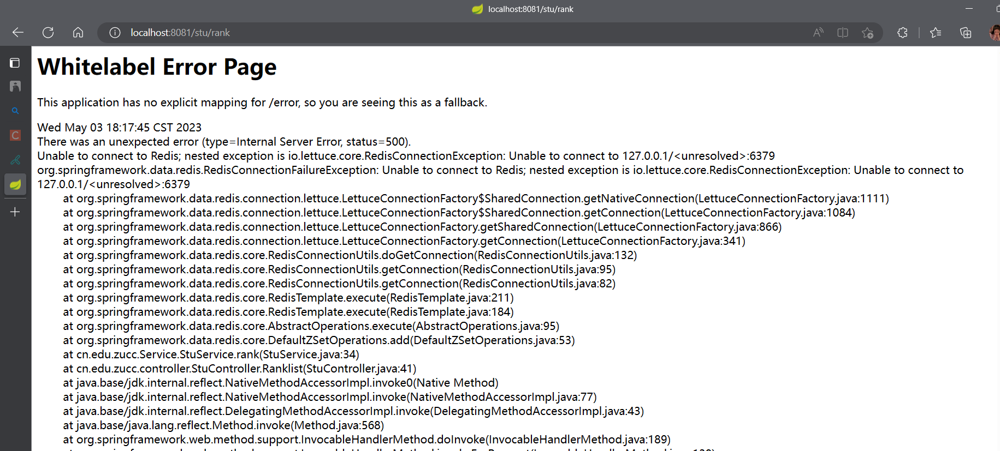 localhost:8081/stu/rank
localhost:8081/stu/rank
Whitelabel Error Page
This application has no explicit mapping for /error, so you are seeing this as a fallback.
Wed May 03 18:17:45 CST 2023
There was an unexpected error (type=Internal Server Error, status=500).
Unable to connect to Redis; nested exception is io.lettuce.core.RedisConnectionException: Unable to connect to 127.0.0.1/<unresolved>:6379
org.springframework.data.redis.RedisConnectionFailureException: Unable to connect to Redis; nested exception is io.lettuce.core.RedisConnectionException: Unable to connect to
127.0.0.1/<unresolved>:6379
at org.springframework.data.redis.connection.lettuce.LettuceConnectionFactory$SharedConnection.getNativeConnection(LettuceConnectionFactory.java:1111)
at org.springframework.data.redis.connection.lettuce.LettuceConnectionFactory$SharedConnection.getConnection(LettuceConnectionFactory.java:1084)
at org.springframework.data.redis.connection.lettuce.LettuceConnectionFactory.getSharedConnection(LettuceConnectionFactory.java:866)
at org.springframework.data.redis.connection.lettuce.LettuceConnectionFactory.getConnection(LettuceConnectionFactory.java:341)
at org.springframework.data.redis.core.RedisConnectionUtils.doGetConnection(RedisConnectionUtils.java:132)
at org.springframework.data.redis.core.RedisConnectionUtils.getConnection(RedisConnectionUtils.java:95)
at org.springframework.data.redis.core.RedisConnectionUtils.getConnection(RedisConnectionUtils.java:82)
at org.springframework.data.redis.core.RedisTemplate.execute(RedisTemplate.java:211)
at org.springframework.data.redis.core.RedisTemplate.execute(RedisTemplate.java:184)
at org.springframework.data.redis.core.AbstractOperations.execute(AbstractOperations.java:95)
at org.springframework.data.redis.core.DefaultZSetOperations.add(DefaultZSetOperations.java:53)
at cn.edu.zucc.Service.StuService.rank(StuService.java:34)
at cn.edu.zucc.controller.StuController.Ranklist(StuController.java:41)
at java.base/jdk.internal.reflect.NativeMethodAccessorImpl.invoke0(Native Method)
at java.base/jdk.internal.reflect.NativeMethodAccessorImpl.invoke(NativeMethodAccessorImpl.java:77)
at java.base/jdk.internal.reflect.DelegatingMethodAccessorImpl.invoke(DelegatingMethodAccessorImpl.java:43)
at java.base/java.lang.reflect.Method.invoke(Method.java:568)
at org.springframework.web.method.support.InvocableHandlerMethod.doInvoke(InvocableHandlerMethod.java:189)